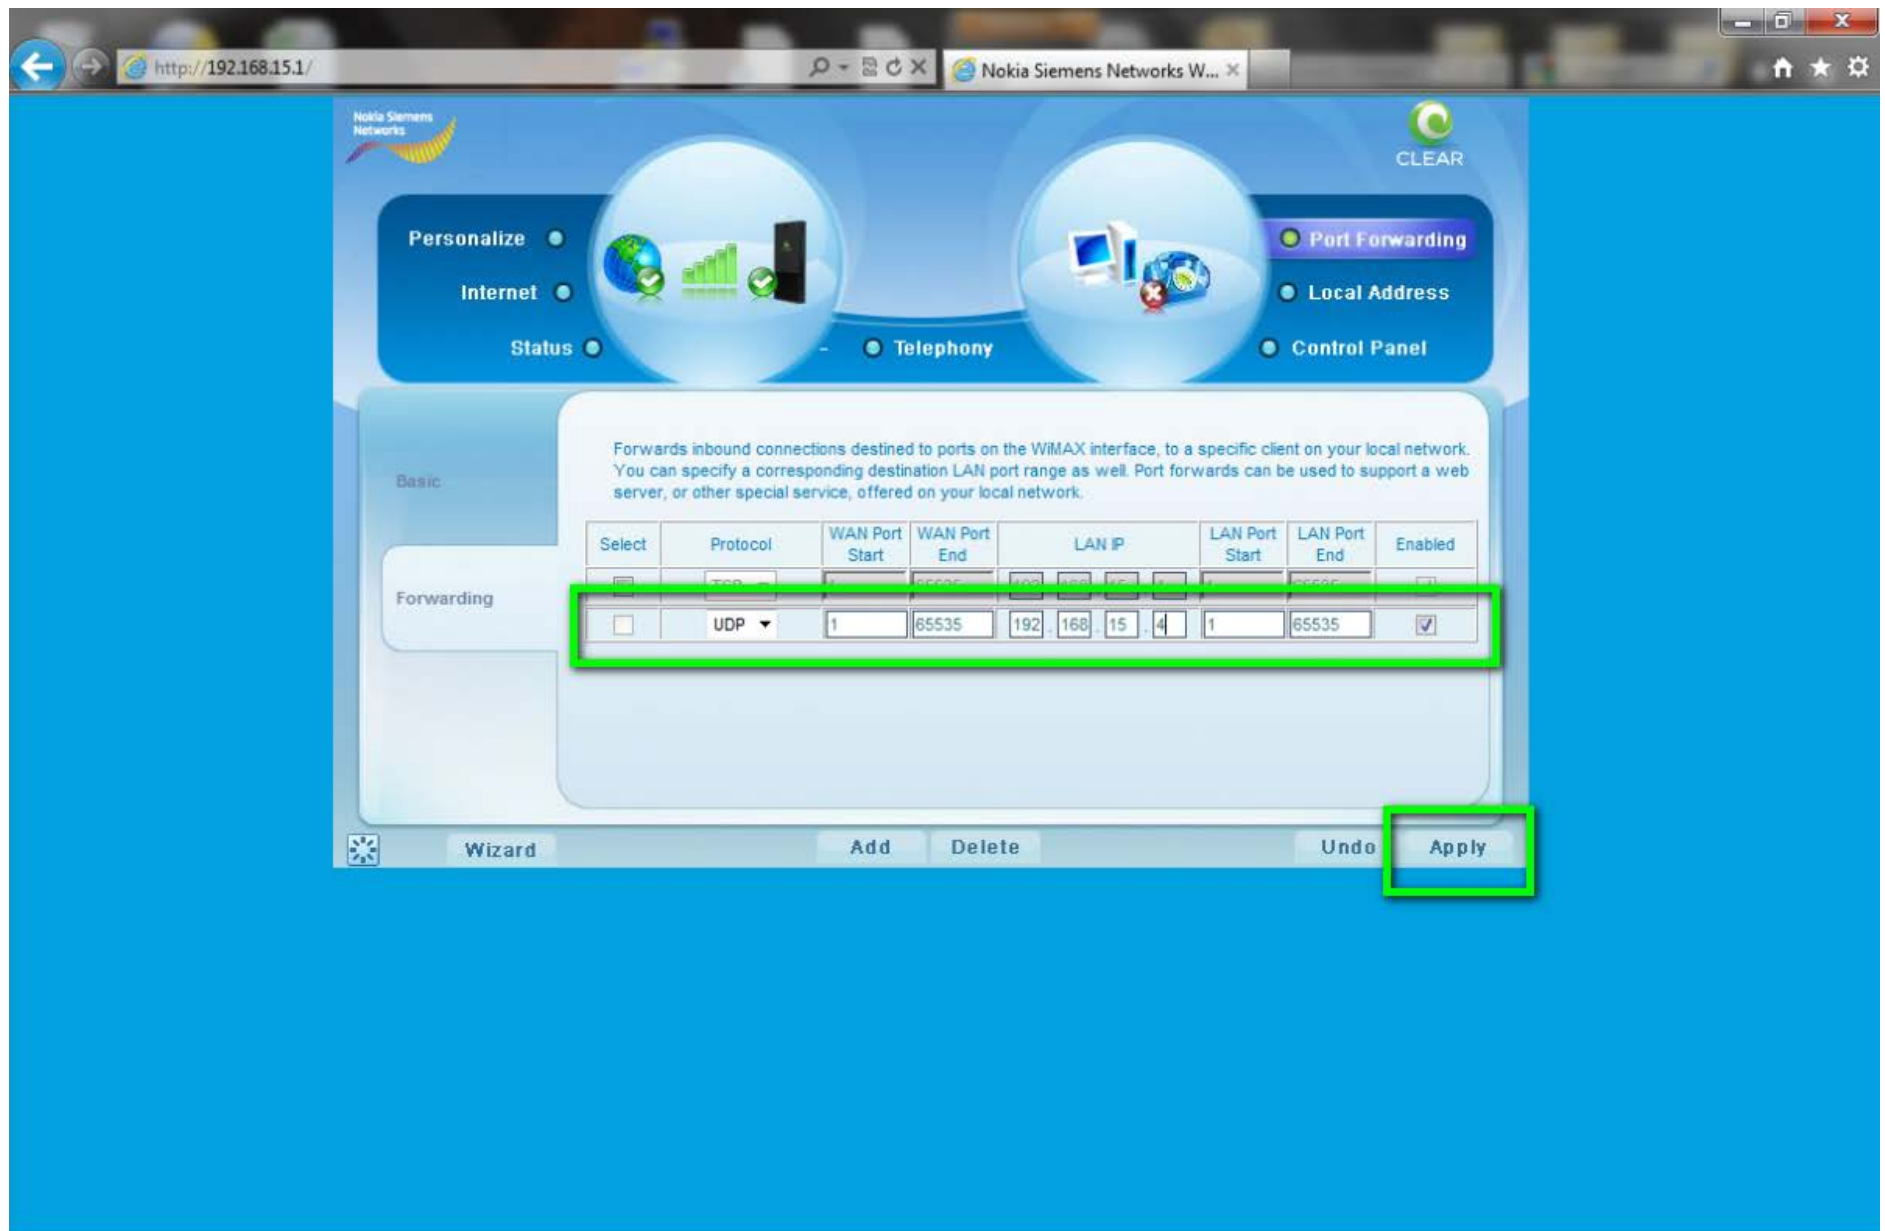 http://192.168.15.1/
Nokia Siemens Networks W...
Nokia Siemens
Networks
CLEAR
Personalize
Port Forwarding
Internet
Local Address
Status
-
Telephony
Control Panel
Forwards inbound connections destined to ports on the WiMAX interface, to a specific client on your local network.
Basic
You can specify a corresponding destination LAN port range as well. Port forwards can be used to support a web
server, or other special service, offered on your local network.
Select Protocol WAN Port Start WAN Port End LAN IP LAN Port Start LAN Port End Enabled
Forwarding
UDP 1 65535 192 . 168 . 15 . 4 1 65535
Wizard Add Delete Undo Apply